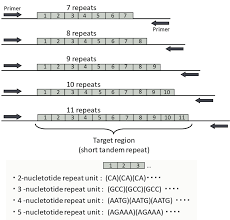 7 repeats
Primer
1 2 3 4 5 6 7
Primer
8 repeats
1 2 3 4 5 6 7 8
9 repeats
1 2 3 4 5 6 7 8 9
10 repeats
1 2 3 4 5 6 7 8 9 10
11 repeats
1 2 3 4 5 6 7 8 9 10 11
Target region
(short tandem repeat)
1 2 3 ...
・2-nucletotide repeat unit : (CA)(CA)(CA)････
・3 -nucletotide repeat unit : (GCC)(GCC)(GCC)････
・4-nucletotide repeat unit : (AATG)(AATG)(AATG)････
・5-nucletotide repeat unit : (AGAAA)(AGAAA)････